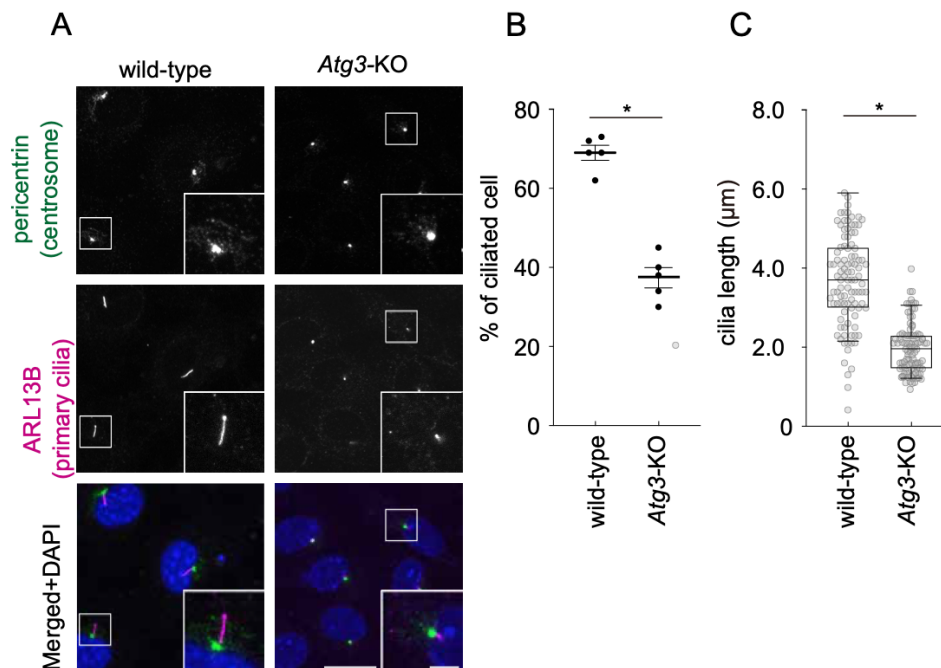 A
wild-type
Atg3-KO
pericentrin
(centrosome)
ARL13B
(primary cilia)
Merged+DAPI
B
% of ciliated cell
80
60
40
20
0
*
wild-type
Atg3-KO
C
cilia length (µm)
8.0
6.0
4.0
2.0
0
*
wild-type
Atg3-KO